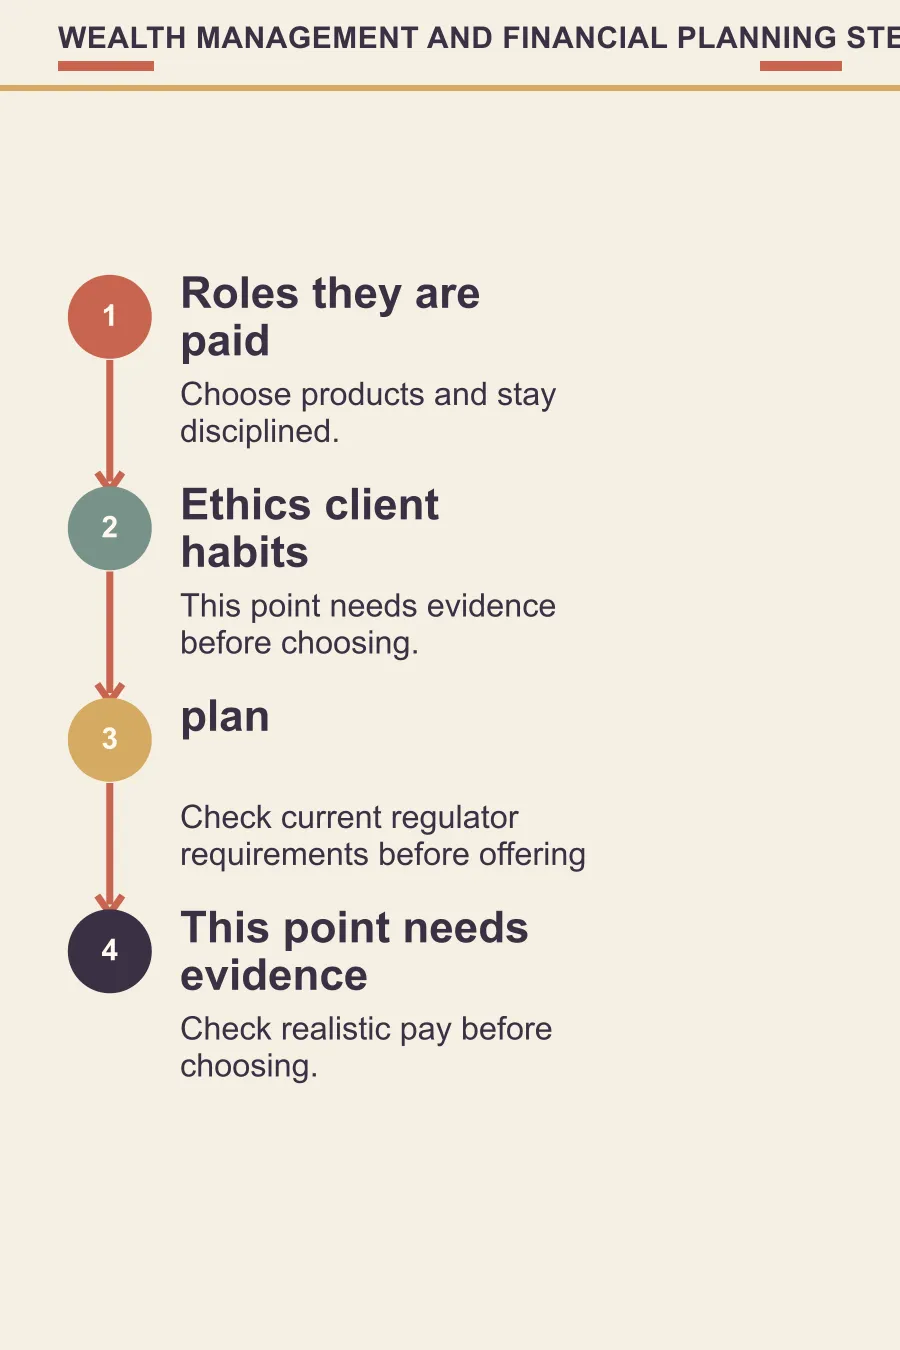 WEALTH MANAGEMENT AND FINANCIAL PLANNING STE
1
Roles they are
paid
Choose products and stay
disciplined.
2
Ethics client
habits
This point needs evidence
before choosing.
3
plan
Check current regulator
requirements before offering
4
This point needs
evidence
Check realistic pay before
choosing.